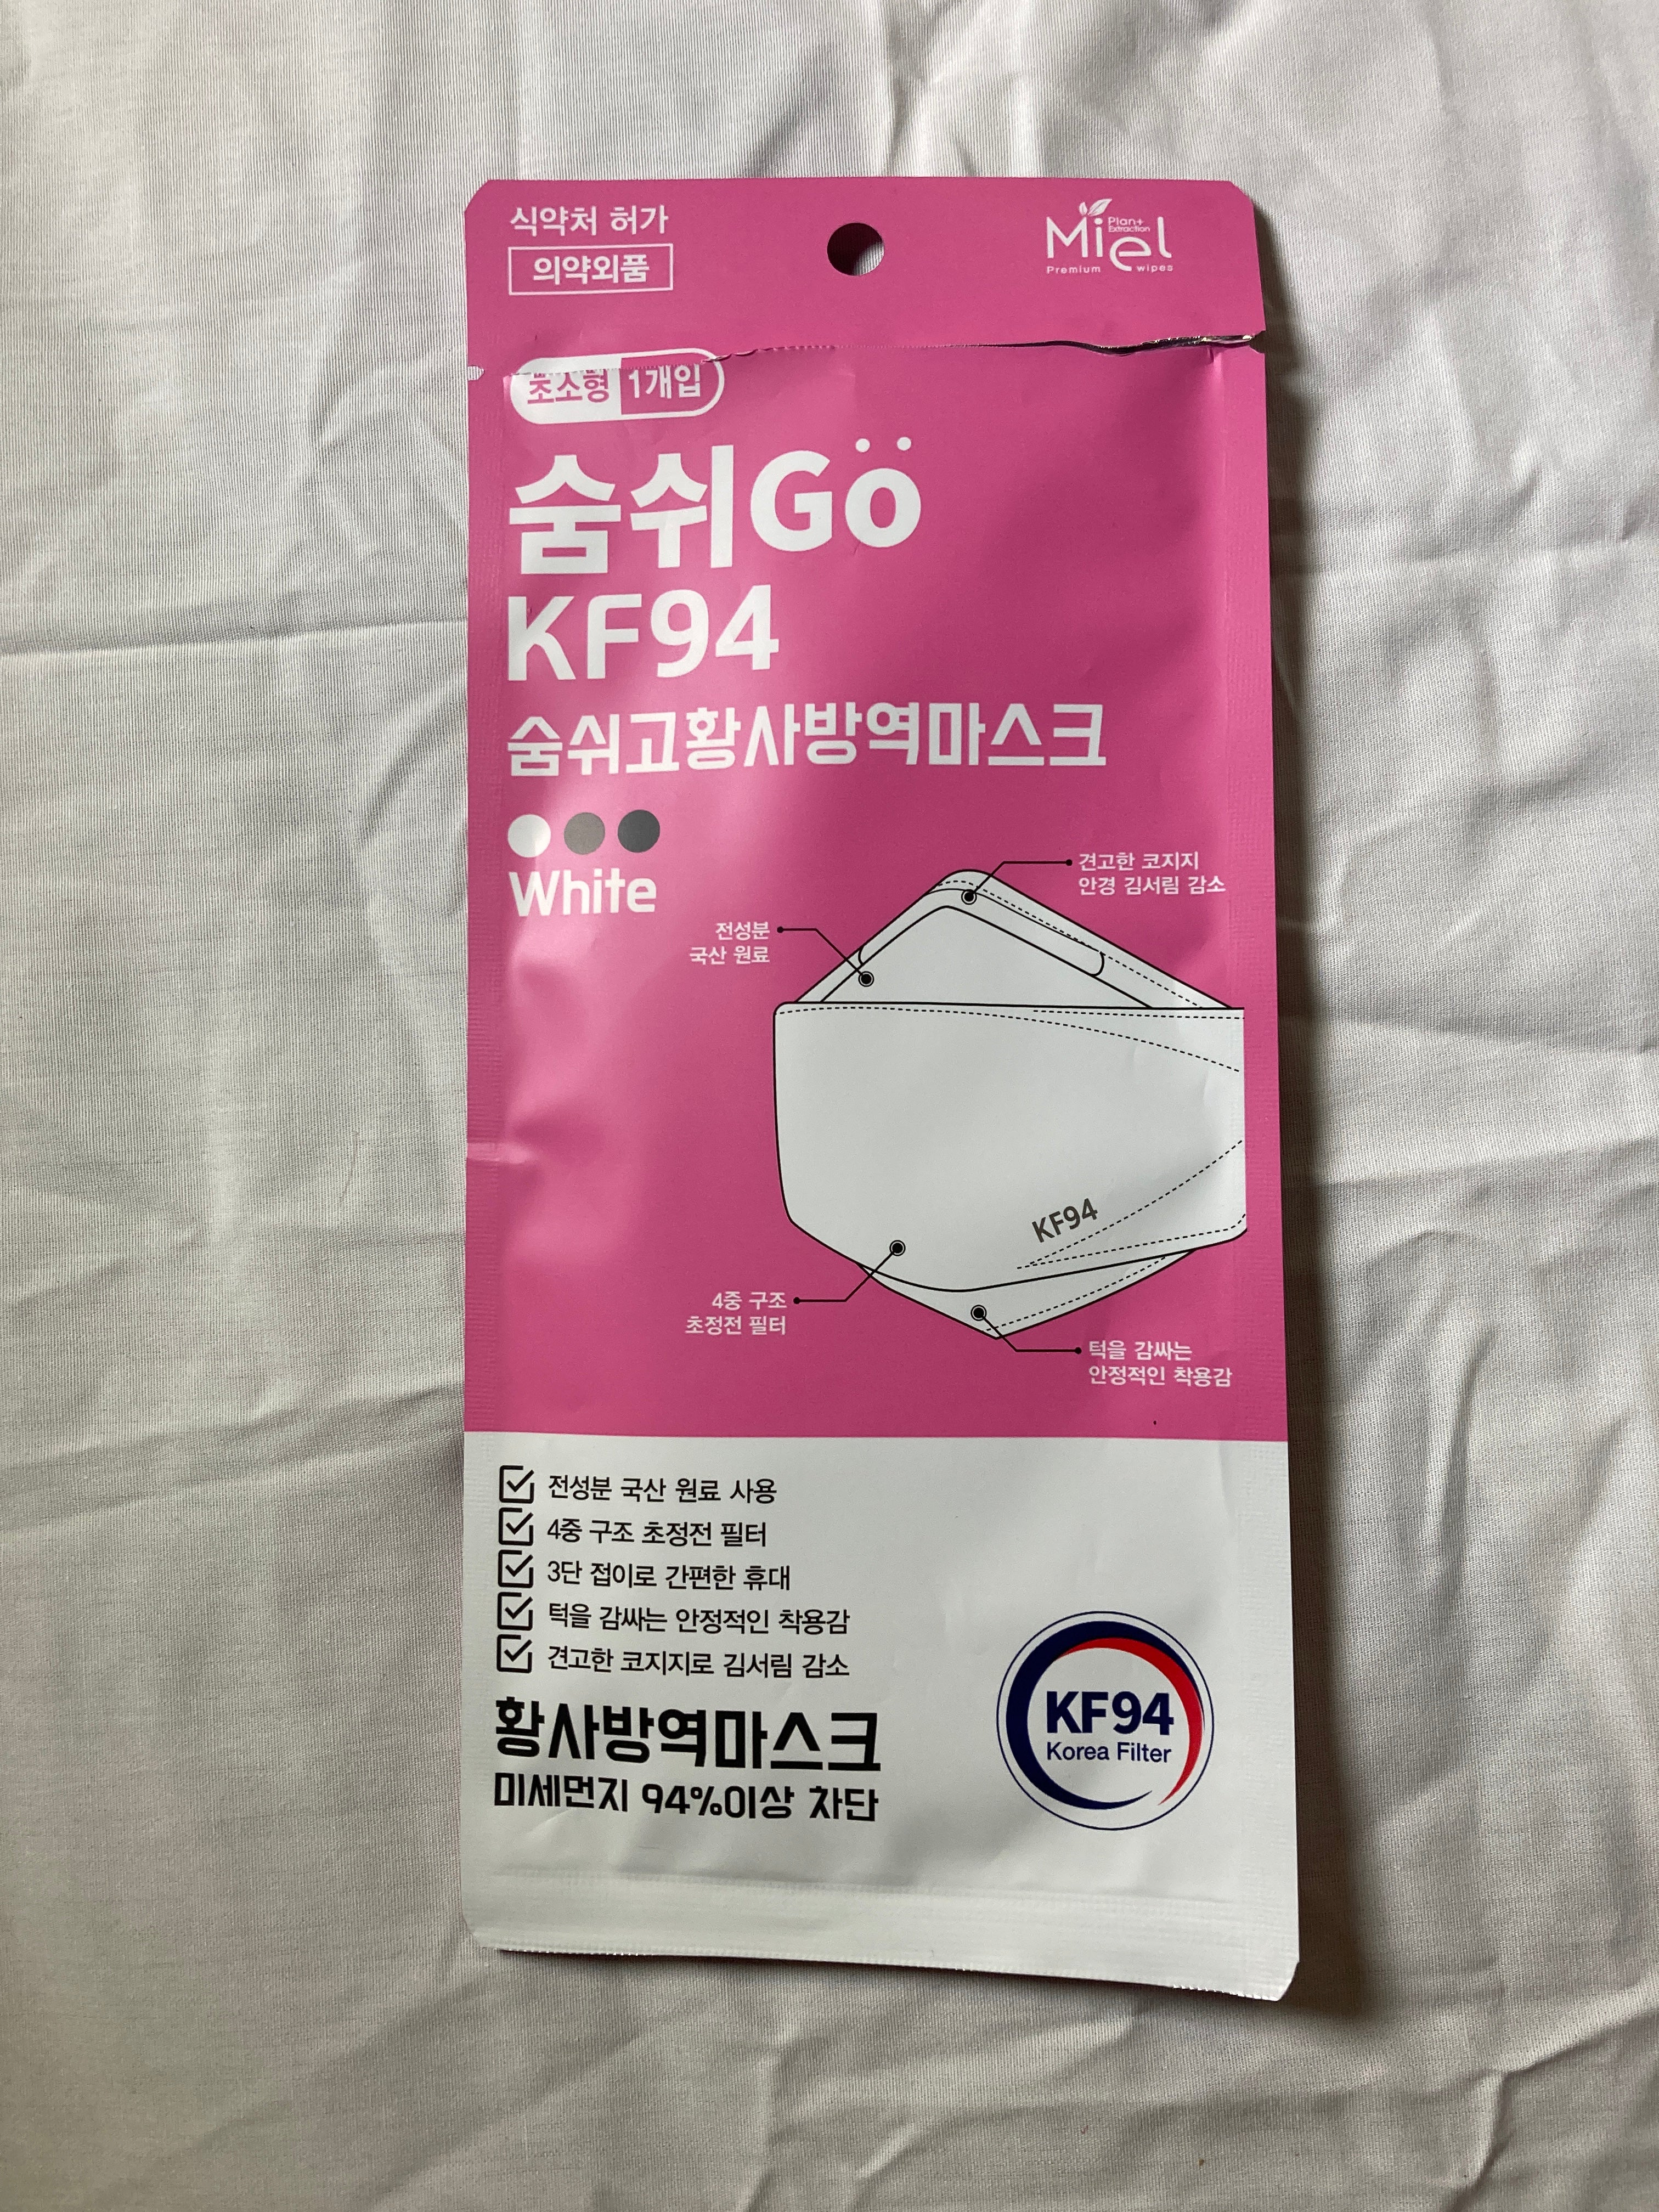 식약처 허가
의약외품
Miel
Plant
Extraction
Premium wipes
초소형 1개입
숨쉬Go
KF94
숨쉬고황사방역마스크
White
견고한 코지지
안경 김서림 감소
전성분
국산 원료
KF94
4중 구조
초정전 필터
턱을 감싸는
안정적인 착용감
전성분 국산 원료 사용
4중 구조 초정전 필터
3단 접이로 간편한 휴대
턱을 감싸는 안정적인 착용감
견고한 코지지로 김서림 감소
황사방역마스크
미세먼지 94%이상 차단
KF94
Korea Filter